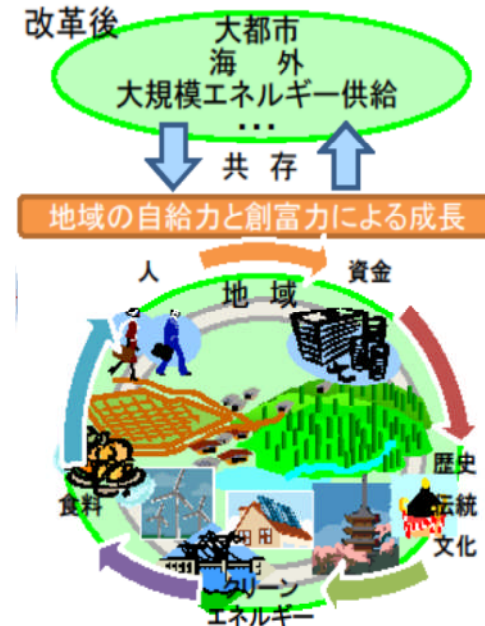 改革後
大都市
海　外
大規模エネルギー供給
…
共 存
地域の自給力と創富力による成長
人
資金
地 域
歴史
伝統
文化
食料
クリーン
エネルギー